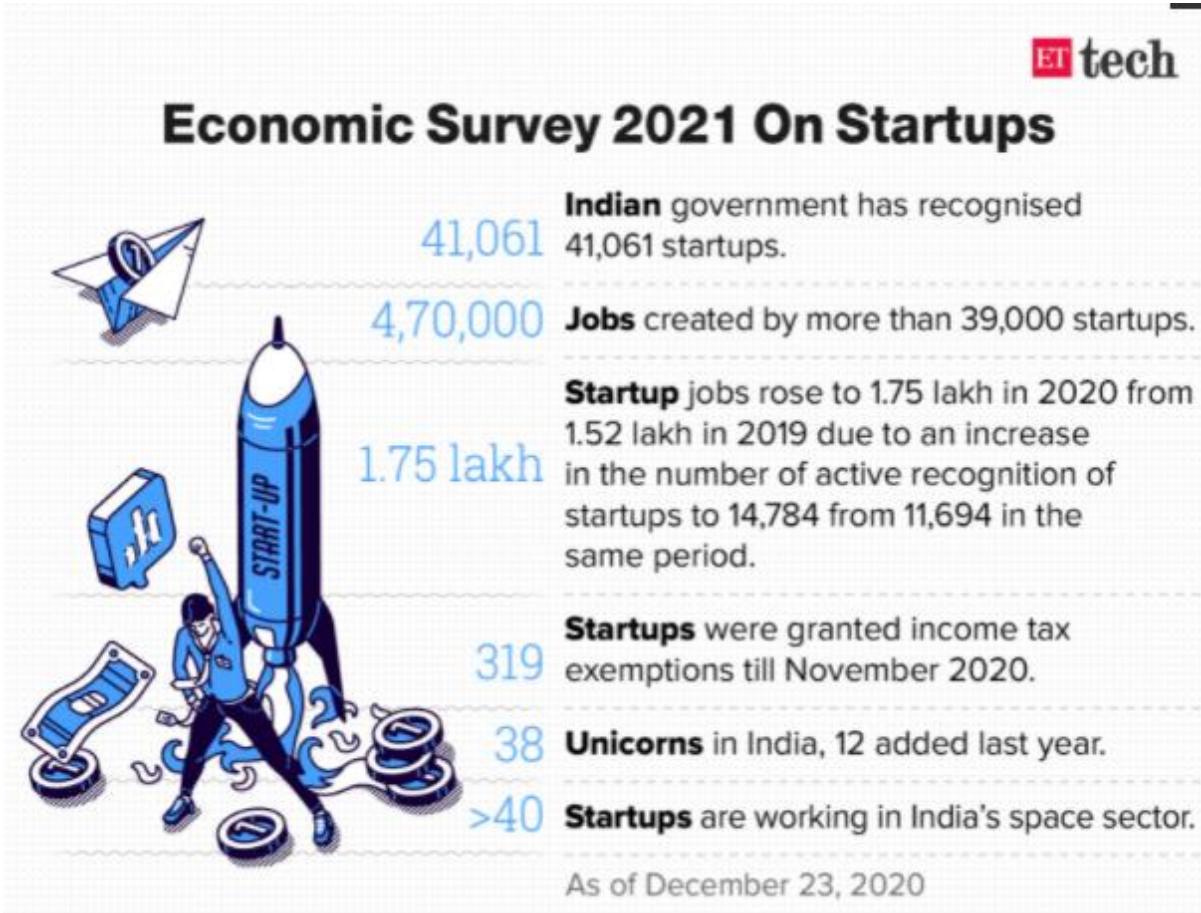 ET tech
Economic Survey 2021 On Startups
41,061
Indian government has recognised
41,061 startups.
4,70,000
Jobs created by more than 39,000 startups.
1.75 lakh
Startup jobs rose to 1.75 lakh in 2020 from
1.52 lakh in 2019 due to an increase
in the number of active recognition of
startups to 14,784 from 11,694 in the
same period.
319
Startups were granted income tax
exemptions till November 2020.
38
Unicorns in India, 12 added last year.
>40
Startups are working in India's space sector.
As of December 23, 2020
START-UP